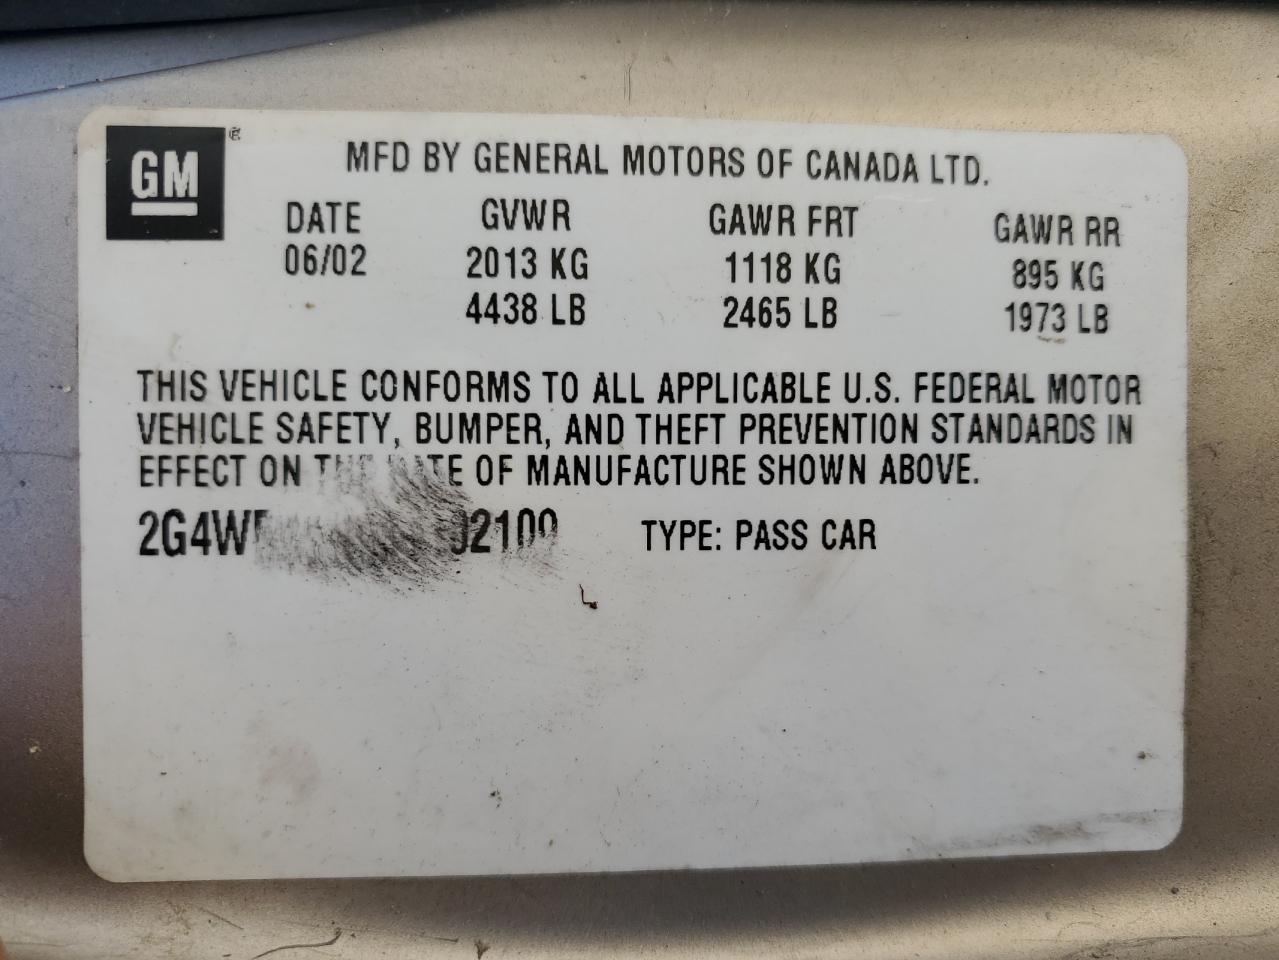 GM
MFD BY GENERAL MOTORS OF CANADA LTD.
DATE GVWR GAWR FRT GAWR RR
06/02 2013 KG 1118 KG 895 KG
4438 LB 2465 LB 1973 LB
THIS VEHICLE CONFORMS TO ALL APPLICABLE U.S. FEDERAL MOTOR
VEHICLE SAFETY, BUMPER, AND THEFT PREVENTION STANDARDS IN
EFFECT ON THE DATE OF MANUFACTURE SHOWN ABOVE.
TYPE: PASS CAR